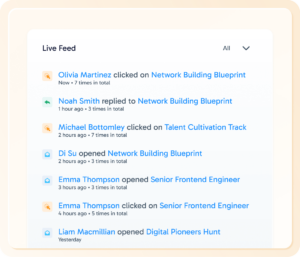 Live Feed
All
Olivia Martinez clicked on Network Building Blueprint
Now • 7 times in total
Noah Smith replied to Network Building Blueprint
1 hour ago • 3 times in total
Michael Bottomley clicked on Talent Cultivation Track
2 hours ago • 7 times in total
Di Su opened Network Building Blueprint
2 hours ago • 3 times in total
Emma Thompson opened Senior Frontend Engineer
3 hours ago • 3 times in total
Emma Thompson clicked on Senior Frontend Engineer
4 hours ago • 5 times in total
Liam Macmillian opened Digital Pioneers Hunt
Yesterday